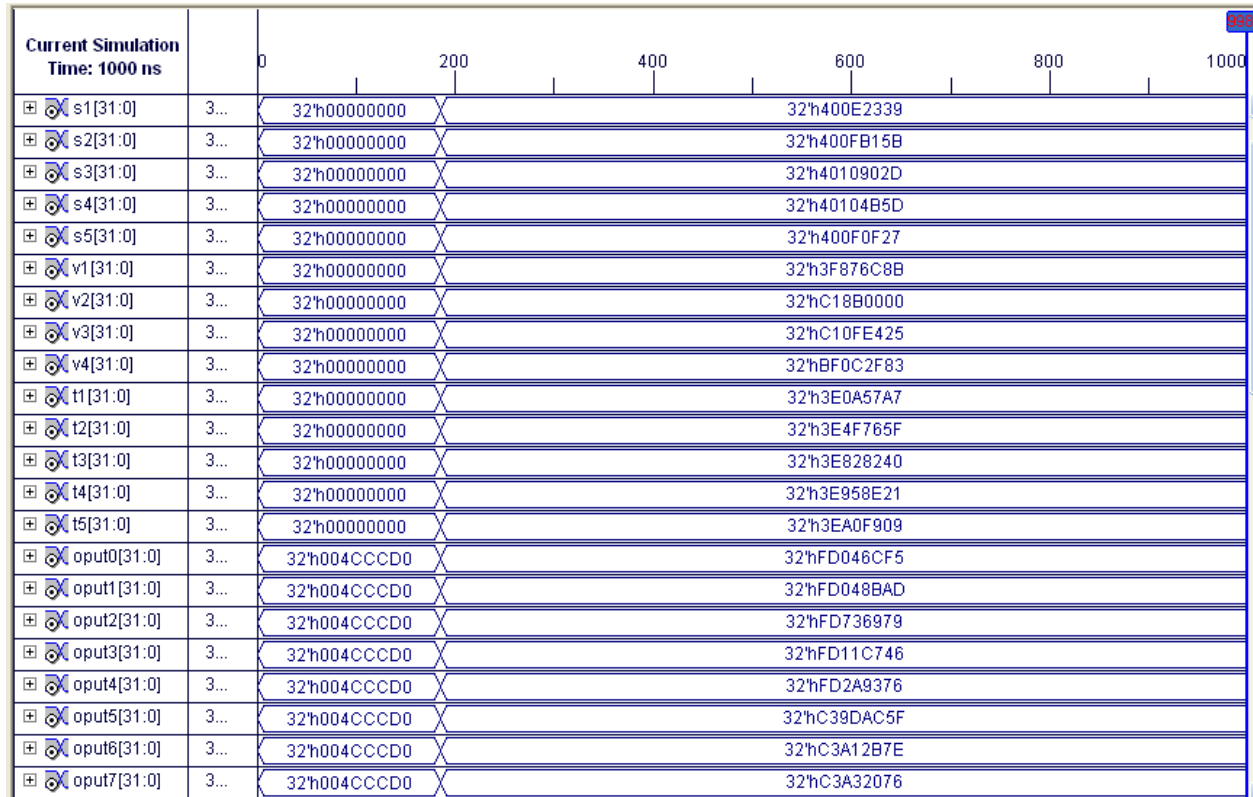 998
Current Simulation
Time: 1000 ns
0 200 400 600 800 1000
s1[31:0] 3... 32'h00000000 32'h400E2339
s2[31:0] 3... 32'h00000000 32'h400FB15B
s3[31:0] 3... 32'h00000000 32'h4010902D
s4[31:0] 3... 32'h00000000 32'h40104B5D
s5[31:0] 3... 32'h00000000 32'h400F0F27
v1[31:0] 3... 32'h00000000 32'h3F876C8B
v2[31:0] 3... 32'h00000000 32'hC18B0000
v3[31:0] 3... 32'h00000000 32'hC10FE425
v4[31:0] 3... 32'h00000000 32'hBF0C2F83
t1[31:0] 3... 32'h00000000 32'h3E0A57A7
t2[31:0] 3... 32'h00000000 32'h3E4F765F
t3[31:0] 3... 32'h00000000 32'h3E828240
t4[31:0] 3... 32'h00000000 32'h3E958E21
t5[31:0] 3... 32'h00000000 32'h3EA0F909
oput0[31:0] 3... 32'h004CCCD0 32'hFD046CF5
oput1[31:0] 3... 32'h004CCCD0 32'hFD048BAD
oput2[31:0] 3... 32'h004CCCD0 32'hFD736979
oput3[31:0] 3... 32'h004CCCD0 32'hFD11C746
oput4[31:0] 3... 32'h004CCCD0 32'hFD2A9376
oput5[31:0] 3... 32'h004CCCD0 32'hC39DAC5F
oput6[31:0] 3... 32'h004CCCD0 32'hC3A12B7E
oput7[31:0] 3... 32'h004CCCD0 32'hC3A32076